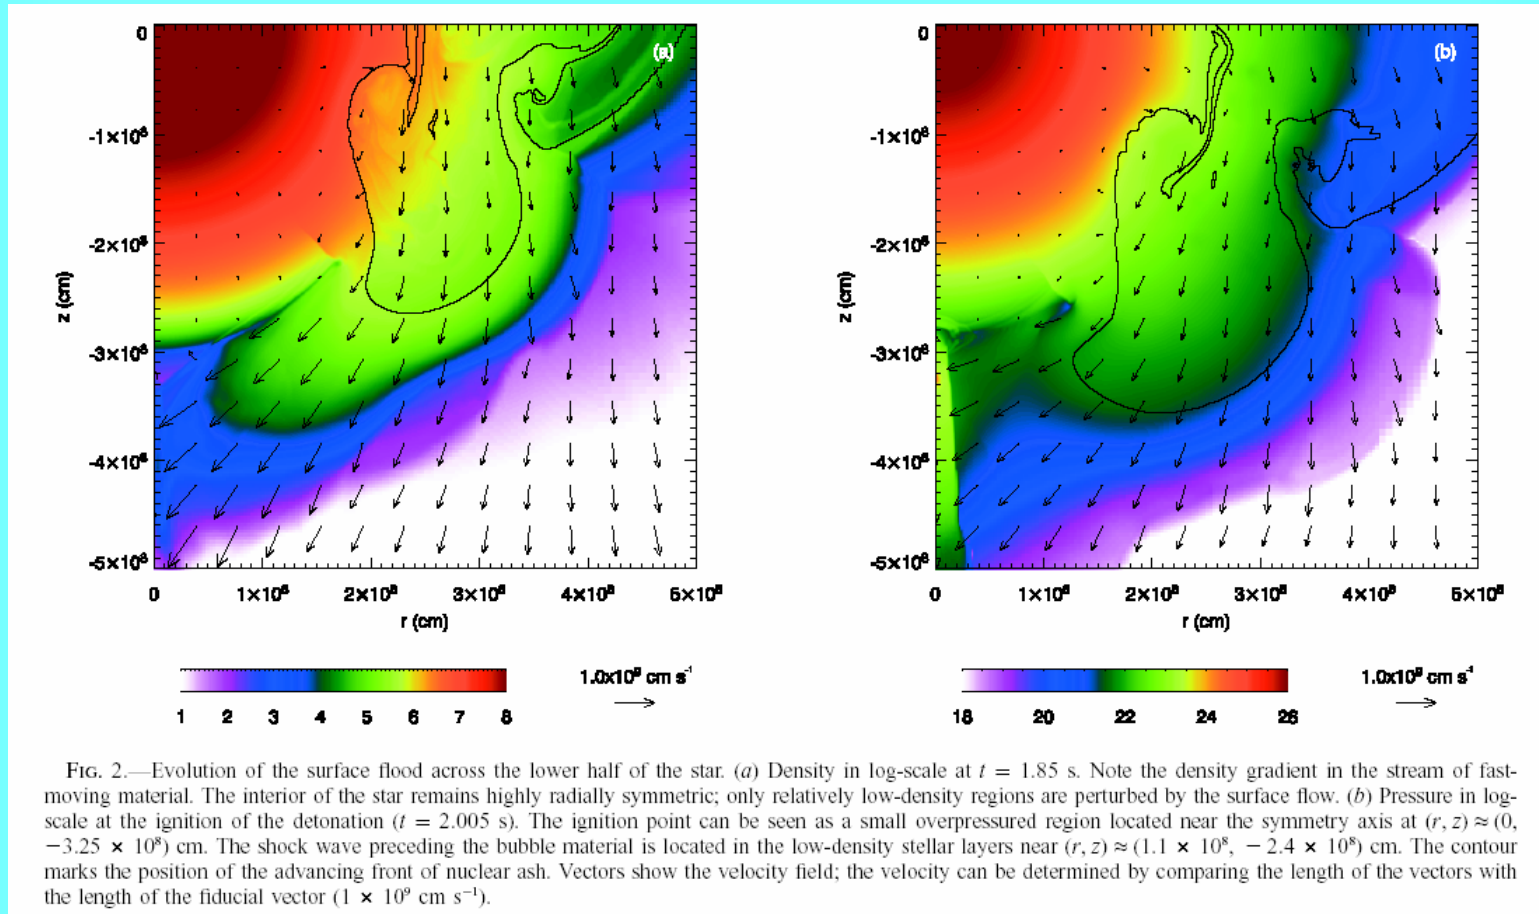 (a)
(b)
0
-1×10⁸
-2×10⁸
-3×10⁸
-4×10⁸
-5×10⁸
z (cm)
0 1×10⁸ 2×10⁸ 3×10⁸ 4×10⁸ 5×10⁸
r (cm)
0
-1×10⁸
-2×10⁸
-3×10⁸
-4×10⁸
-5×10⁸
z (cm)
0 1×10⁸ 2×10⁸ 3×10⁸ 4×10⁸ 5×10⁸
r (cm)
1 2 3 4 5 6 7 8
1.0x10⁹ cm s⁻¹
18 20 22 24 26
1.0x10⁹ cm s⁻¹
FIG. 2.—Evolution of the surface flood across the lower half of the star. (a) Density in log-scale at t = 1.85 s. Note the density gradient in the stream of fast-
moving material. The interior of the star remains highly radially symmetric; only relatively low-density regions are perturbed by the surface flow. (b) Pressure in log-
scale at the ignition of the detonation (t = 2.005 s). The ignition point can be seen as a small overpressured region located near the symmetry axis at (r, z) ≈ (0,
−3.25 × 10⁸) cm. The shock wave preceding the bubble material is located in the low-density stellar layers near (r, z) ≈ (1.1 × 10⁸, − 2.4 × 10⁸) cm. The contour
marks the position of the advancing front of nuclear ash. Vectors show the velocity field; the velocity can be determined by comparing the length of the vectors with
the length of the fiducial vector (1 × 10⁹ cm s⁻¹).